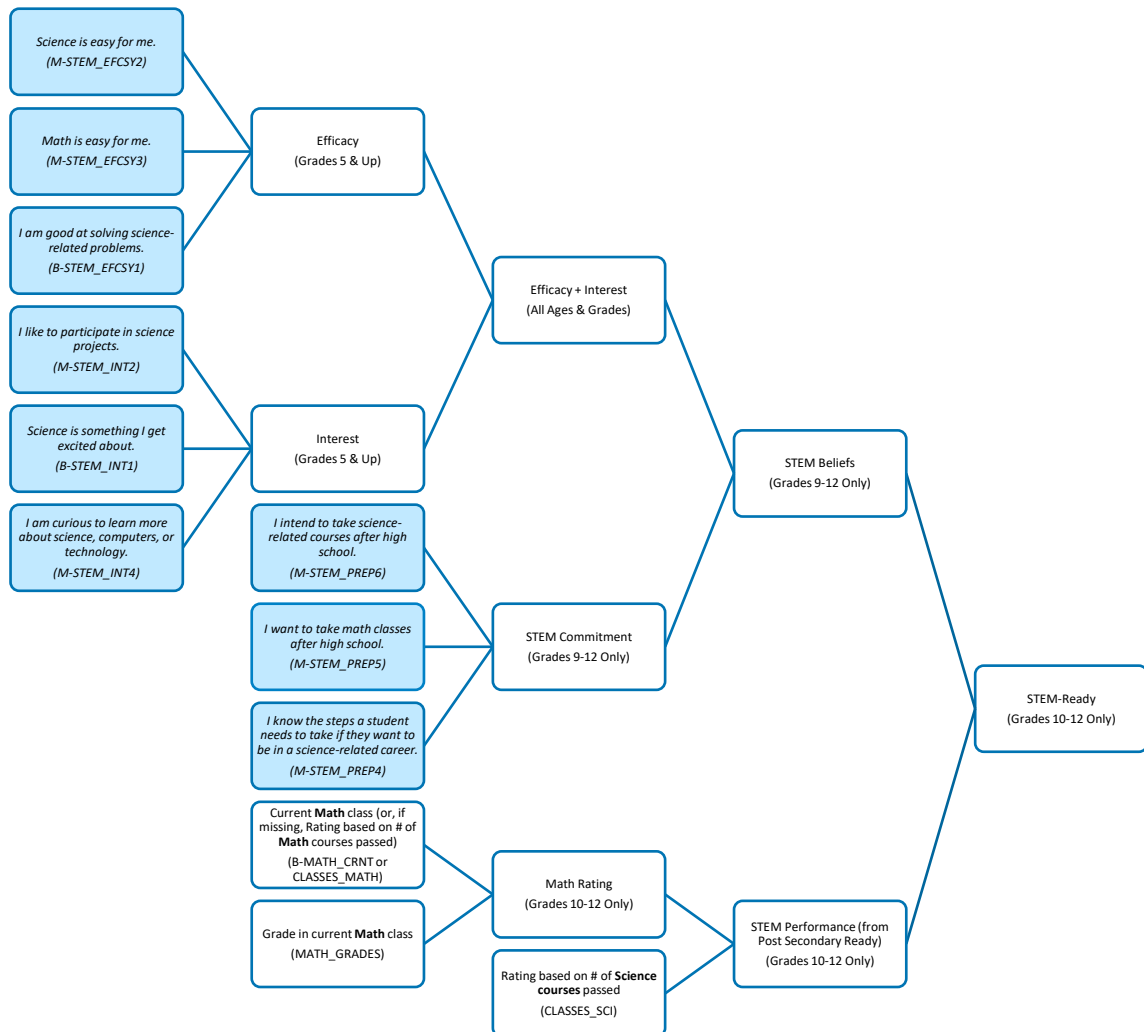 Science is easy for me.
(M-STEM_EFCSY2)
Math is easy for me.
(M-STEM_EFCSY3)
I am good at solving science-
related problems.
(B-STEM_EFCSY1)
I like to participate in science
projects.
(M-STEM_INT2)
Science is something I get
excited about.
(B-STEM_INT1)
I am curious to learn more
about science, computers, or
technology.
(M-STEM_INT4)
Efficacy
(Grades 5 & Up)
Interest
(Grades 5 & Up)
I intend to take science-
related courses after high
school.
(M-STEM_PREP6)
I want to take math classes
after high school.
(M-STEM_PREP5)
I know the steps a student
needs to take if they want to
be in a science-related career.
(M-STEM_PREP4)
Current Math class (or, if
missing, Rating based on # of
Math courses passed)
(B-MATH_CRNT or
CLASSES_MATH)
Grade in current Math class
(MATH_GRADES)
Efficacy + Interest
(All Ages & Grades)
STEM Commitment
(Grades 9-12 Only)
Math Rating
(Grades 10-12 Only)
Rating based on # of Science
courses passed
(CLASSES_SCI)
STEM Beliefs
(Grades 9-12 Only)
STEM Performance (from
Post Secondary Ready)
(Grades 10-12 Only)
STEM-Ready
(Grades 10-12 Only)